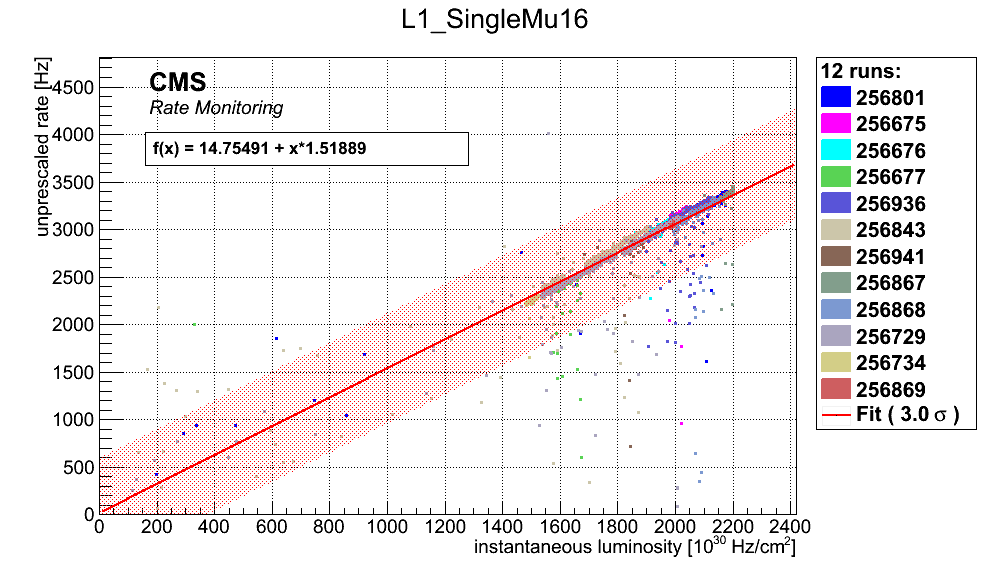 L1_SingleMu16
unprescaled rate [Hz]
4500
4000
3500
3000
2500
2000
1500
1000
500
0
CMS
Rate Monitoring
f(x) = 14.75491 + x*1.51889
0 200 400 600 800 1000 1200 1400 1600 1800 2000 2200 2400
instantaneous luminosity [10^30 Hz/cm^2]
12 runs:
256801
256675
256676
256677
256936
256843
256941
256867
256868
256729
256734
256869
Fit ( 3.0 σ )